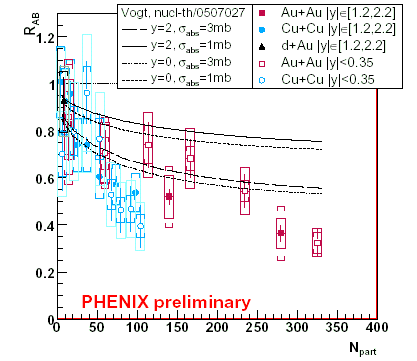 R_AB
Vogt, nucl-th/0507027
y=2, σ_abs=3mb
y=2, σ_abs=1mb
y=0, σ_abs=3mb
y=0, σ_abs=1mb
Au+Au |y|∈[1.2,2.2]
Cu+Cu |y|∈[1.2,2.2]
d+Au |y|∈[1.2,2.2]
Au+Au |y|<0.35
Cu+Cu |y|<0.35
1.2
1
0.8
0.6
0.4
0.2
0
PHENIX preliminary
0 50 100 150 200 250 300 350 400
N_part